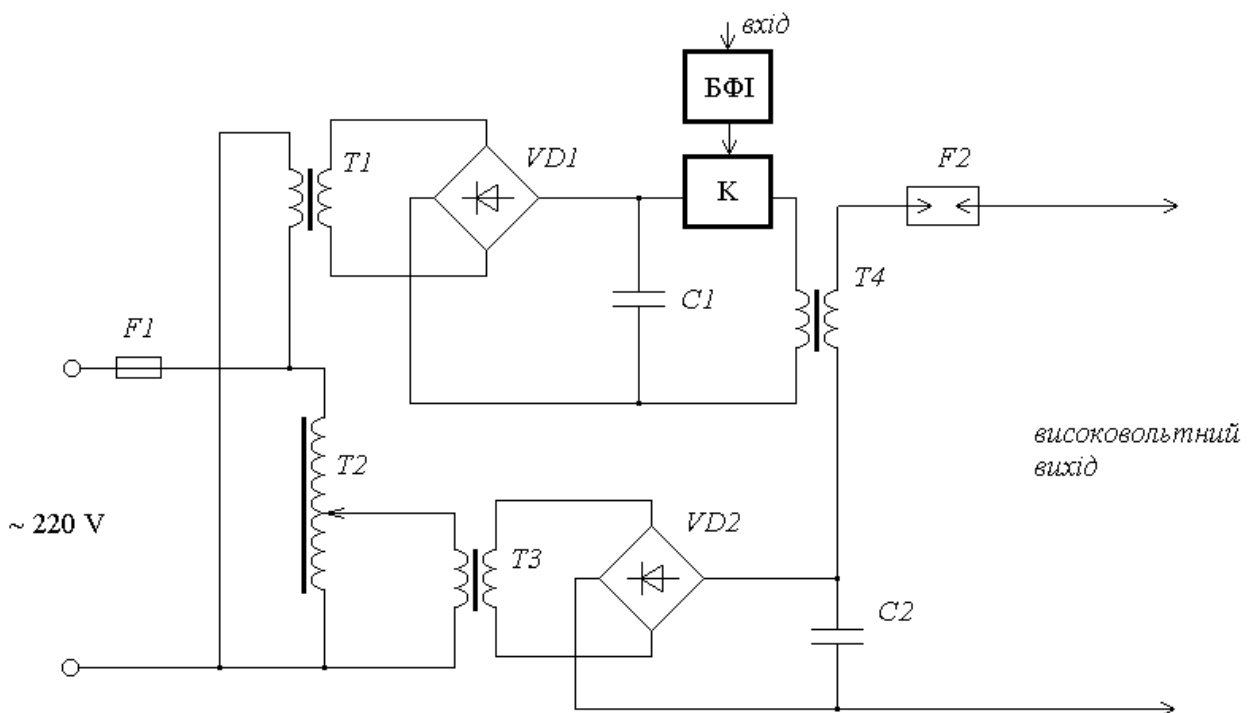 вхід
БФІ
T1
VD1
К
F2
T4
C1
F1
високовольтний
вихід
T2
~ 220 V
VD2
T3
C2